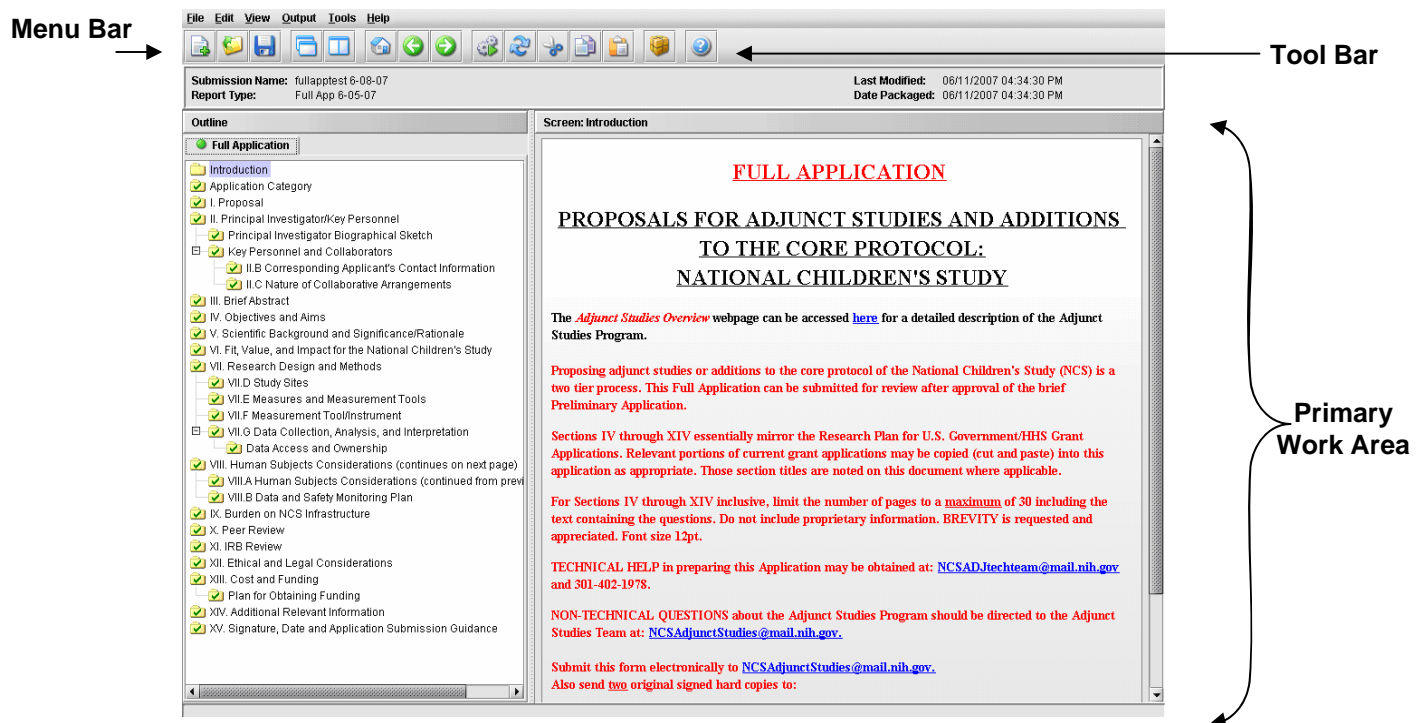 Menu Bar
File Edit View Output Tools Help
Tool Bar
Submission Name: fullapptest 6-08-07
Report Type: Full App 6-05-07
Last Modified: 06/11/2007 04:34:30 PM
Date Packaged: 06/11/2007 04:34:30 PM
Outline
Full Application
Introduction
Application Category
I. Proposal
II. Principal Investigator/Key Personnel
Principal Investigator Biographical Sketch
Key Personnel and Collaborators
II.B Corresponding Applicant's Contact Information
II.C Nature of Collaborative Arrangements
III. Brief Abstract
IV. Objectives and Aims
V. Scientific Background and Significance/Rationale
VI. Fit, Value, and Impact for the National Children's Study
VII. Research Design and Methods
VII.D Study Sites
VII.E Measures and Measurement Tools
VII.F Measurement Tool/Instrument
VII.G Data Collection, Analysis, and Interpretation
Data Access and Ownership
VIII. Human Subjects Considerations (continues on next page)
VIII.A Human Subjects Considerations (continued from previ
VIII.B Data and Safety Monitoring Plan
IX. Burden on NCS Infrastructure
X. Peer Review
XI. IRB Review
XII. Ethical and Legal Considerations
XIII. Cost and Funding
Plan for Obtaining Funding
XIV. Additional Relevant Information
XV. Signature, Date and Application Submission Guidance
Screen: Introduction
FULL APPLICATION
PROPOSALS FOR ADJUNCT STUDIES AND ADDITIONS
TO THE CORE PROTOCOL:
NATIONAL CHILDREN'S STUDY
The Adjunct Studies Overview webpage can be accessed here for a detailed description of the Adjunct
Studies Program.
Proposing adjunct studies or additions to the core protocol of the National Children's Study (NCS) is a
two tier process. This Full Application can be submitted for review after approval of the brief
Preliminary Application.
Sections IV through XIV essentially mirror the Research Plan for U.S. Government/HHS Grant
Applications. Relevant portions of current grant applications may be copied (cut and paste) into this
application as appropriate. Those section titles are noted on this document where applicable.
For Sections IV through XIV inclusive, limit the number of pages to a maximum of 30 including the
text containing the questions. Do not include proprietary information. BREVITY is requested and
appreciated. Font size 12pt.
TECHNICAL HELP in preparing this Application may be obtained at: NCSADJtechteam@mail.nih.gov
and 301-402-1978.
NON-TECHNICAL QUESTIONS about the Adjunct Studies Program should be directed to the Adjunct
Studies Team at: NCSAdjunctStudies@mail.nih.gov.
Submit this form electronically to NCSAdjunctStudies@mail.nih.gov.
Also send two original signed hard copies to:
Primary
Work Area